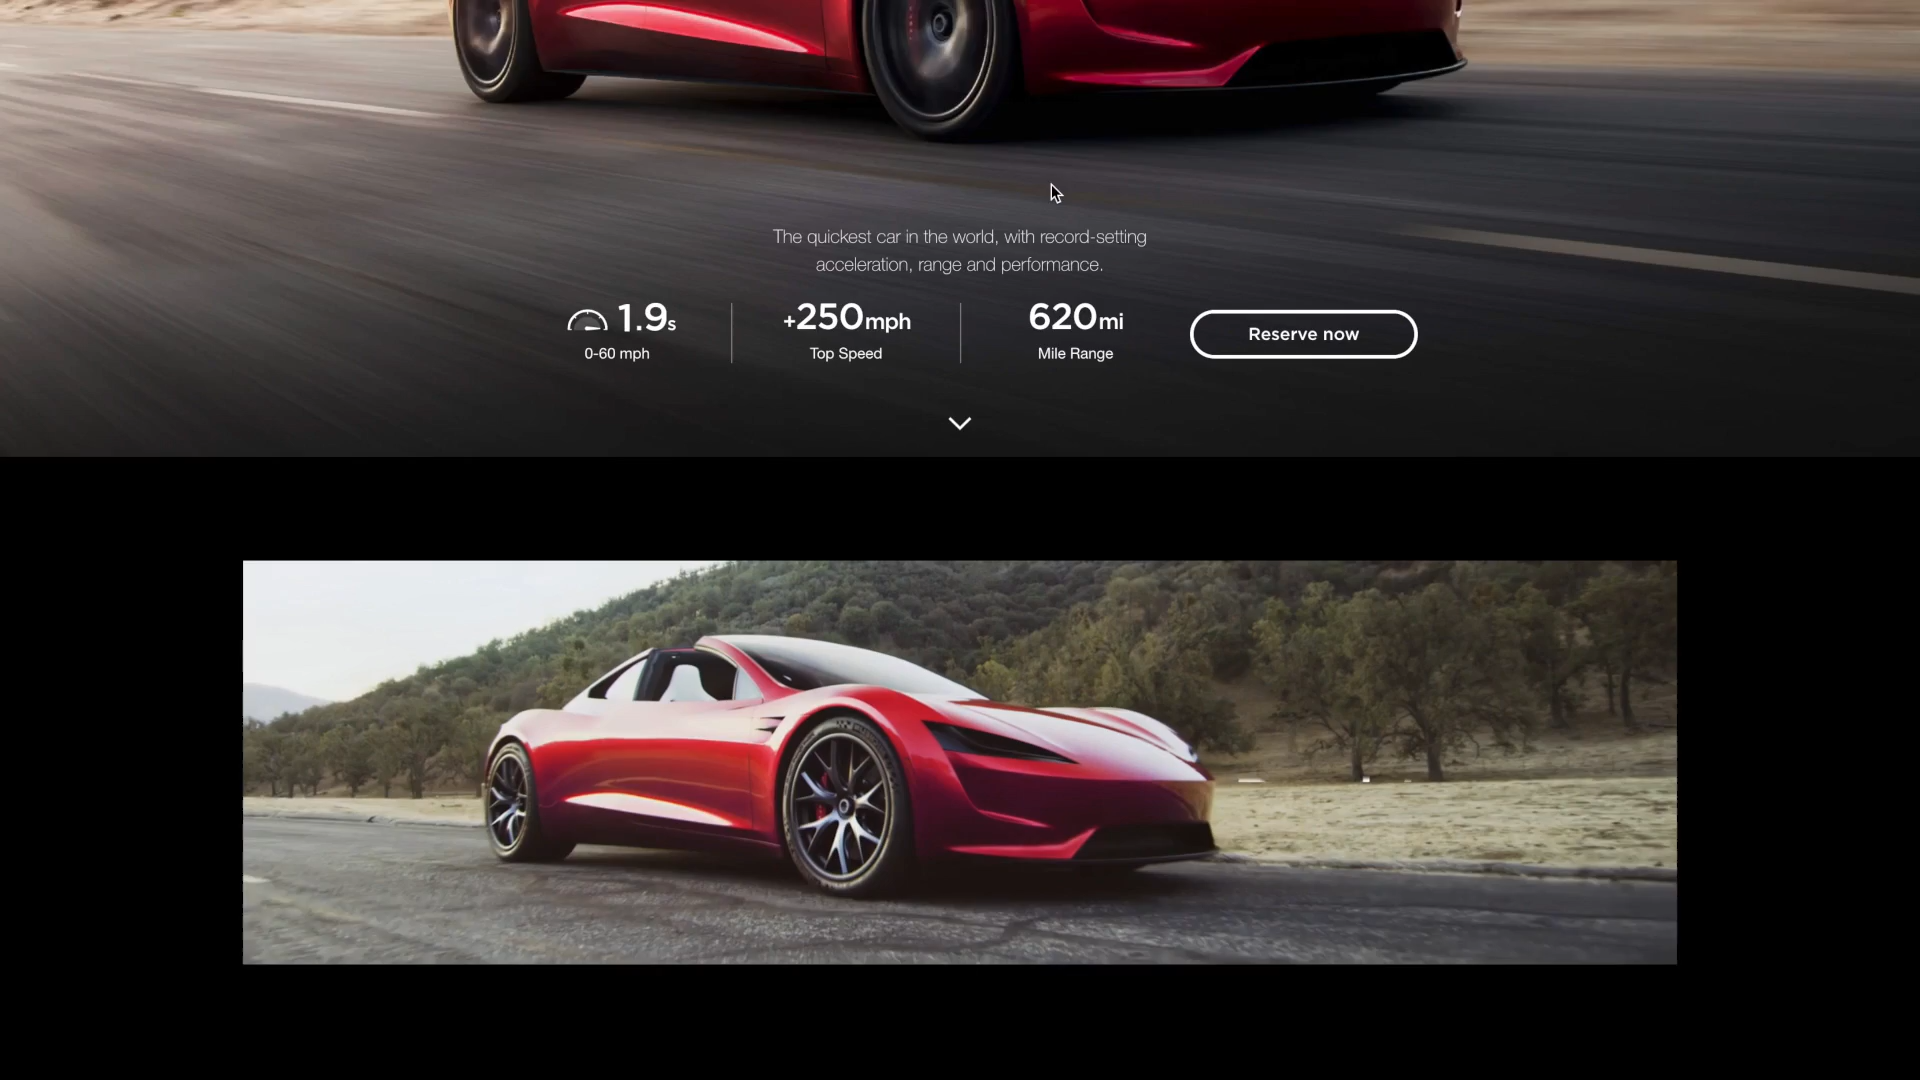 The quickest car in the world, with record-setting
acceleration, range and performance.
1.9s
0-60 mph
+250mph
Top Speed
620mi
Mile Range
Reserve now